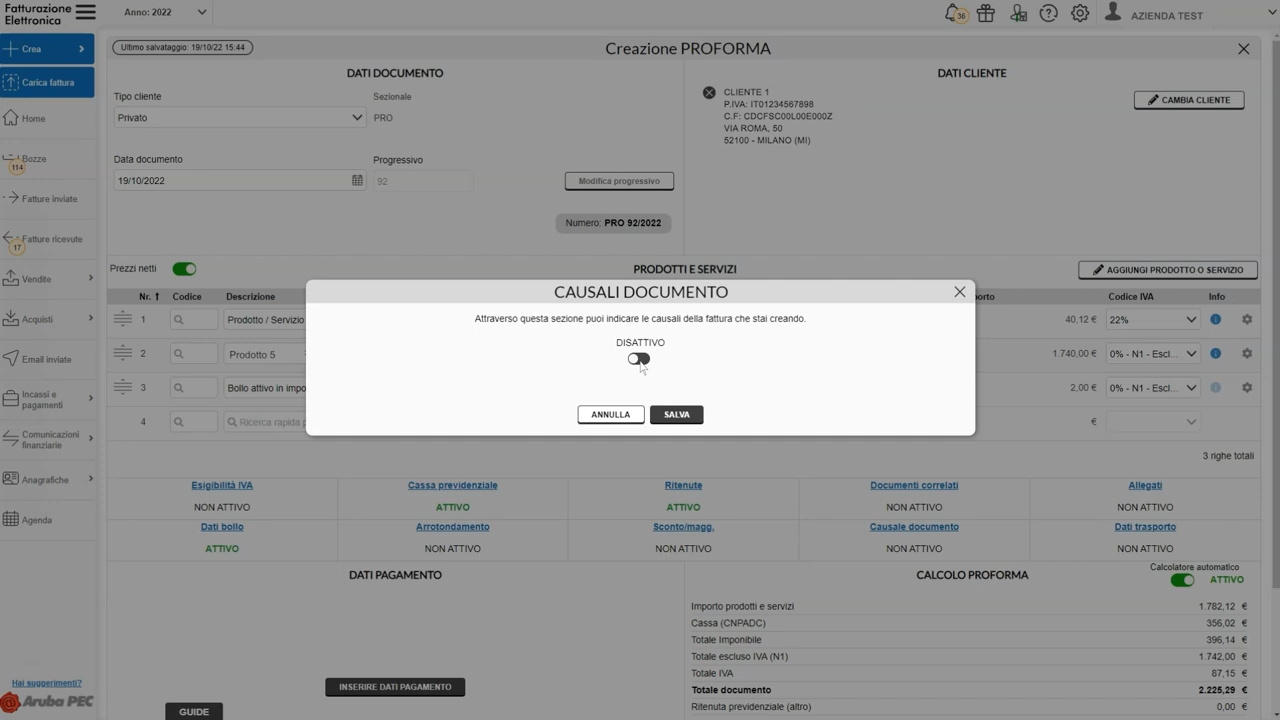 Fatturazione
Elettronica
Anno: 2022
36
AZIENDA TEST
Crea
Carica fattura
Home
Bozze
114
Fatture inviate
Fatture ricevute
17
Vendite
Acquisti
Email inviate
Incassi e
pagamenti
Comunicazioni
finanziarie
Anagrafiche
Agenda
Hai suggerimenti?
Aruba PEC
Ultimo salvataggio: 19/10/22 15:44
Creazione PROFORMA
DATI DOCUMENTO
Tipo cliente
Sezionale
Privato
PRO
Data documento
Progressivo
19/10/2022
92
Modifica progressivo
Numero: PRO 92/2022
DATI CLIENTE
CLIENTE 1
P.IVA: IT01234567898
C.F: CDCFSC00L00E000Z
VIA ROMA, 50
52100 - MILANO (MI)
CAMBIA CLIENTE
Prezzi netti
PRODOTTI E SERVIZI
AGGIUNGI PRODOTTO O SERVIZIO
Nr. Codice Descrizione porto Codice IVA Info
1 Prodotto / Servizio 40,12 € 22%
2 Prodotto 5 1.740,00 € 0% - N1 - Escl...
3 Bollo attivo in impo 2,00 € 0% - N1 - Escl...
4 Ricerca rapida p €
3 righe totali
CAUSALI DOCUMENTO
Attraverso questa sezione puoi indicare le causali della fattura che stai creando.
DISATTIVO
ANNULLA SALVA
Esigibilità IVA Cassa previdenziale Ritenute Documenti correlati Allegati
NON ATTIVO ATTIVO ATTIVO NON ATTIVO NON ATTIVO
Dati bollo Arrotondamento Sconto/magg. Causale documento Dati trasporto
ATTIVO NON ATTIVO NON ATTIVO NON ATTIVO NON ATTIVO
DATI PAGAMENTO
INSERIRE DATI PAGAMENTO
GUIDE
CALCOLO PROFORMA
Calcolatore automatico
ATTIVO
Importo prodotti e servizi 1.782,12 €
Cassa (CNPADC) 356,02 €
Totale Imponibile 396,14 €
Totale escluso IVA (N1) 1.742,00 €
Totale IVA 87,15 €
Totale documento 2.225,29 €
Ritenuta previdenziale (altro) 0,00 €